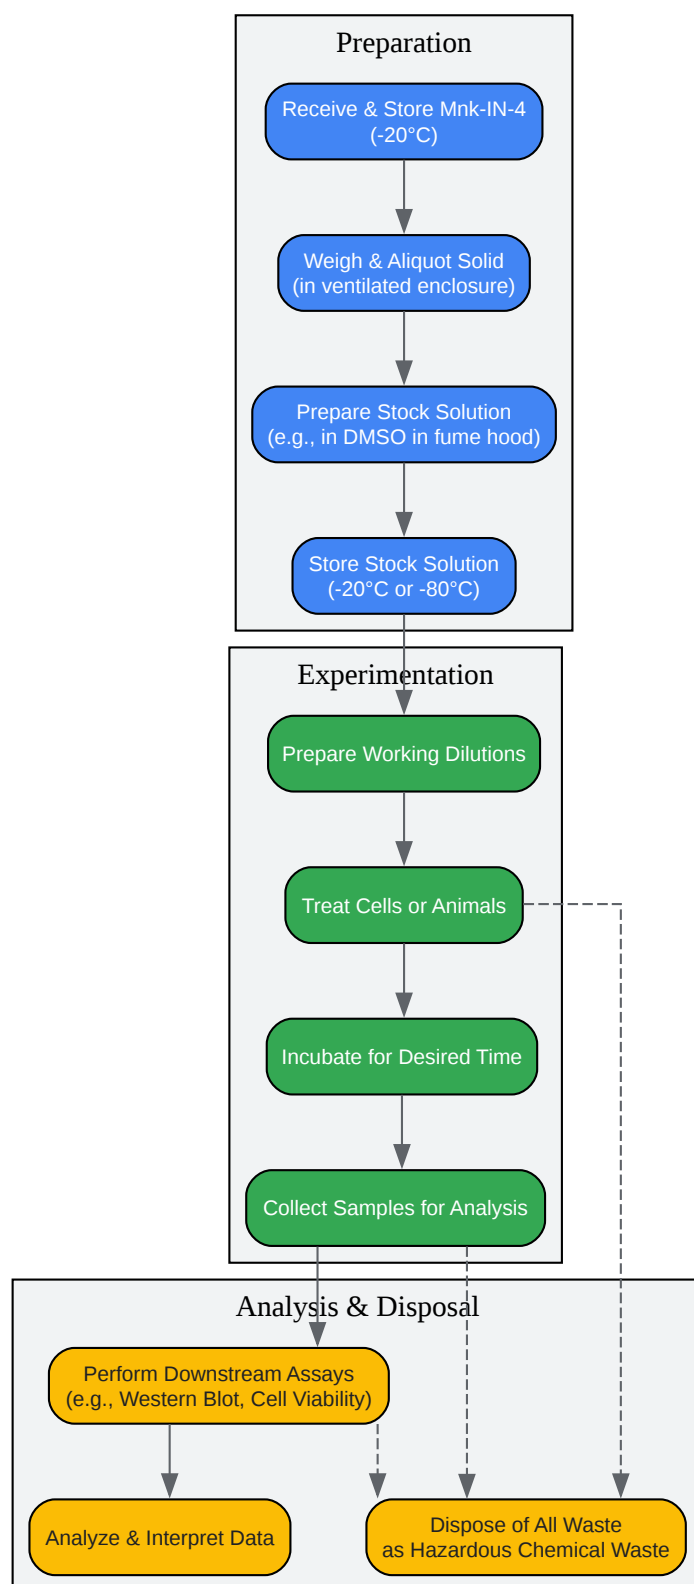 Preparation
Receive & Store Mnk-IN-4
(-20°C)
Weigh & Aliquot Solid
(in ventilated enclosure)
Prepare Stock Solution
(e.g., in DMSO in fume hood)
Store Stock Solution
(-20°C or -80°C)
Experimentation
Prepare Working Dilutions
Treat Cells or Animals
Incubate for Desired Time
Collect Samples for Analysis
Analysis & Disposal
Perform Downstream Assays
(e.g., Western Blot, Cell Viability)
Analyze & Interpret Data
Dispose of All Waste
as Hazardous Chemical Waste